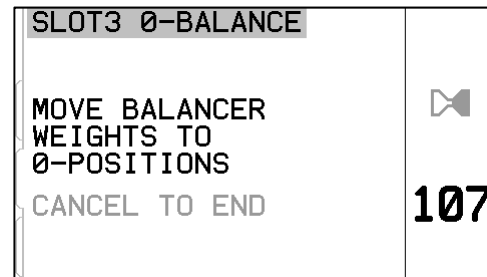 SLOT3 0-BALANCE
MOVE BALANCER
WEIGHTS TO
0-POSITIONS
CANCEL TO END
107